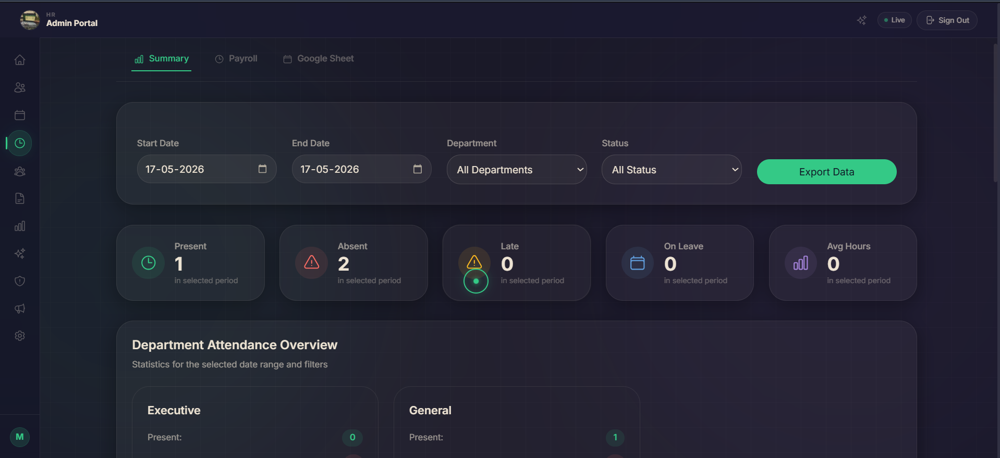 HR
Admin Portal
Live
Sign Out
Summary
Payroll
Google Sheet
Start Date
End Date
Department
Status
17-05-2026
17-05-2026
All Departments
All Status
Export Data
Present
1
in selected period
Absent
2
in selected period
Late
0
in selected period
On Leave
0
in selected period
Avg Hours
0
in selected period
Department Attendance Overview
Statistics for the selected date range and filters
Executive
Present:
0
General
Present:
1
M